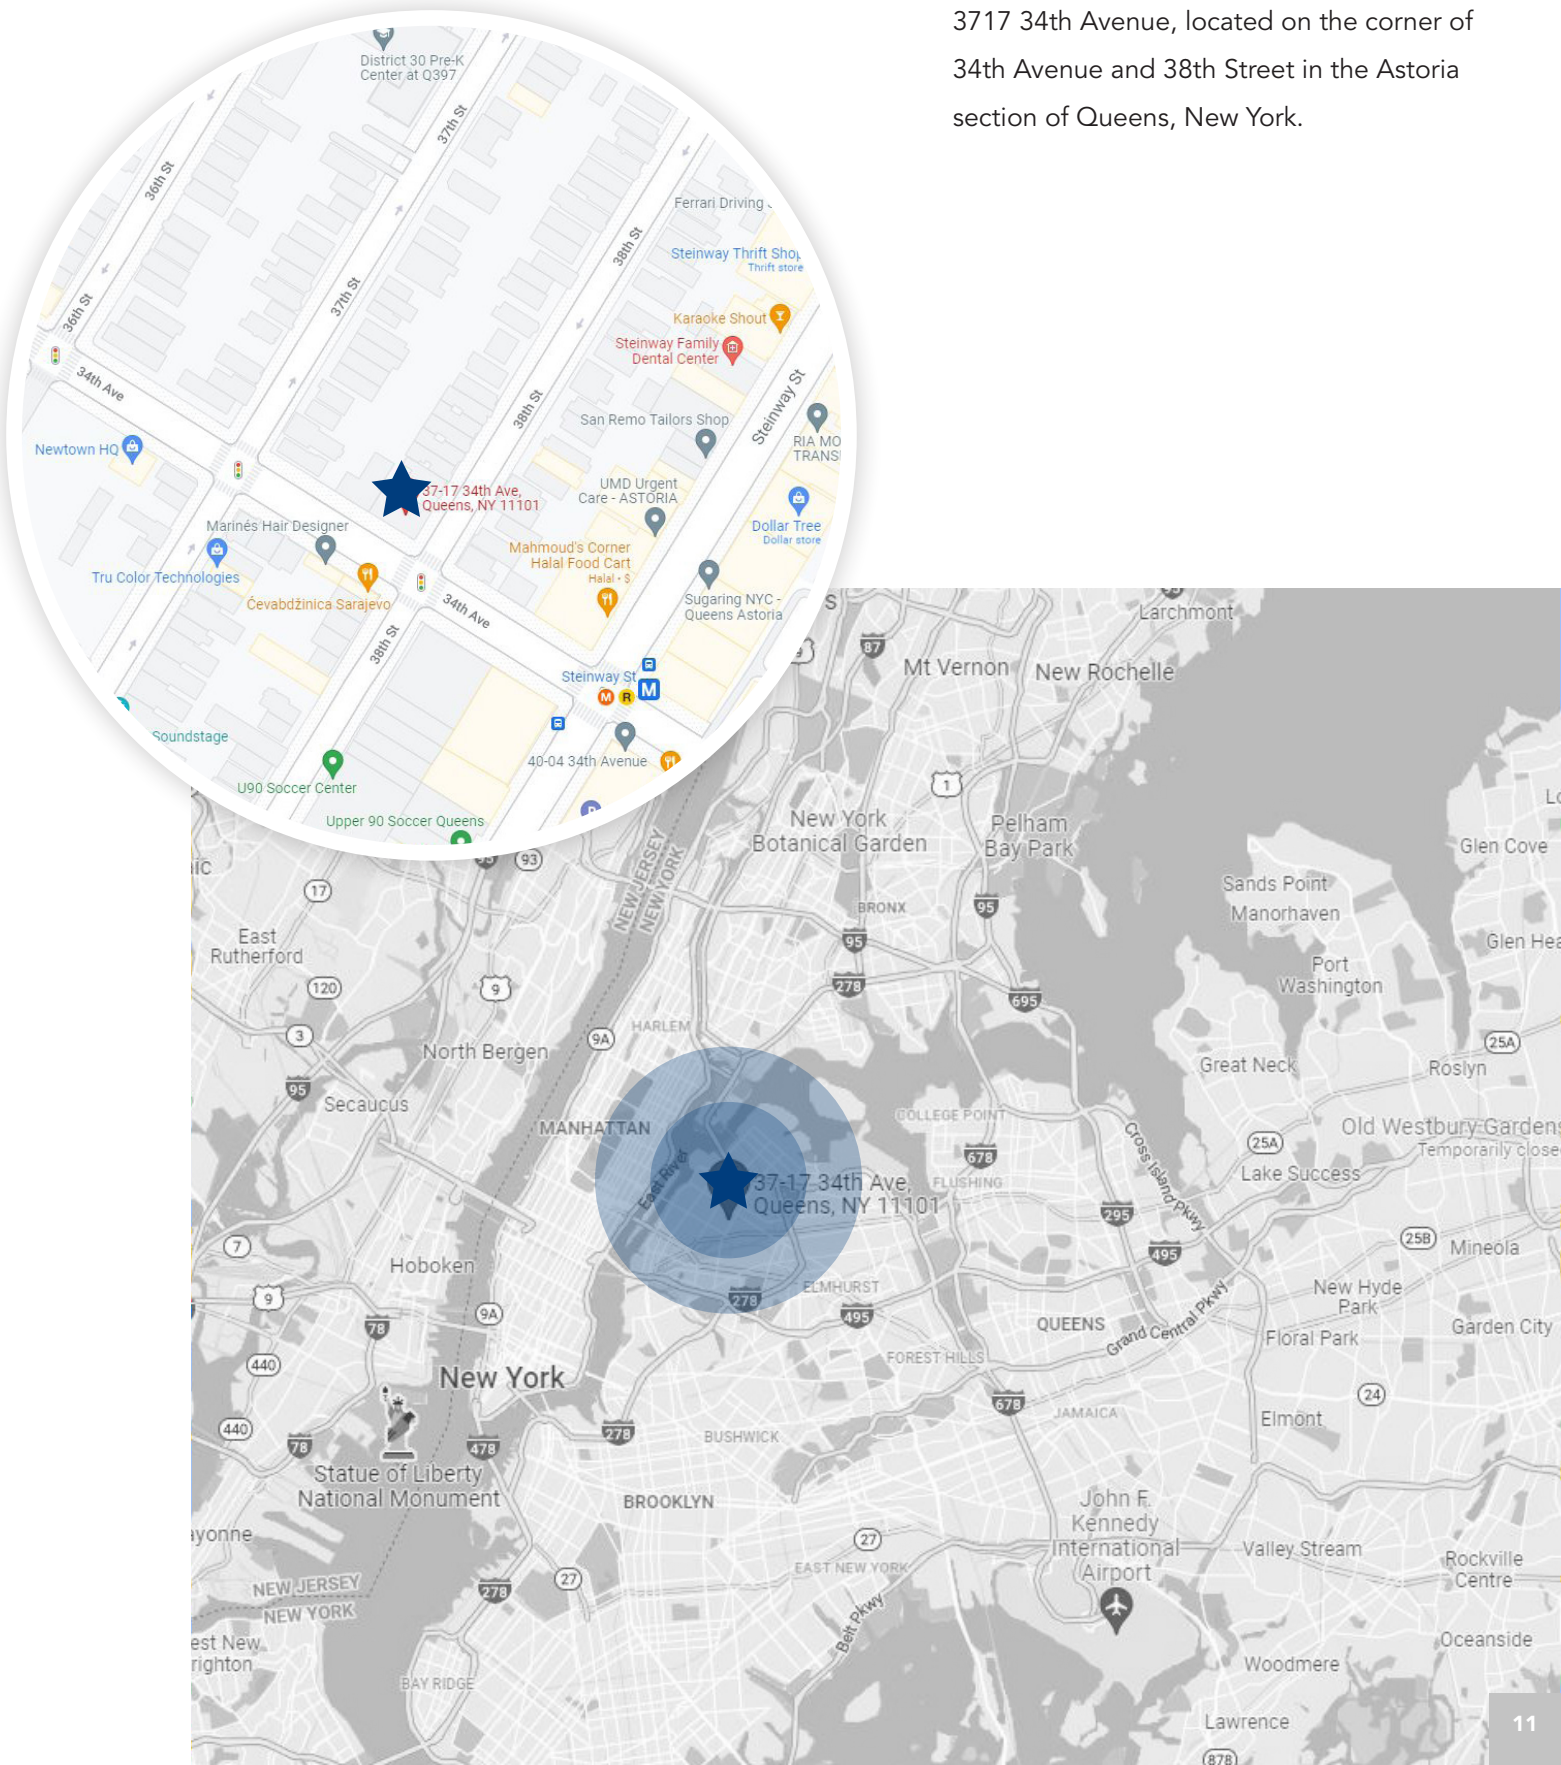 3717 34th Avenue, located on the corner of
34th Avenue and 38th Street in the Astoria
section of Queens, New York.
District 30 Pre-K
Center at Q397
37th St
36th St
Ferrari Driving
38th St
Steinway Thrift Shop
Thrift store
37th St
36th St
Karaoke Shout
Steinway Family
Dental Center
34th Ave
Steinway St
38th St
San Remo Tailors Shop
RIA MO
TRANS
Newtown HQ
37-17 34th Ave,
Queens, NY 11101
UMD Urgent
Care - ASTORIA
Marinés Hair Designer
Dollar Tree
Dollar store
Mahmoud's Corner
Halal Food Cart
Halal • $
Tru Color Technologies
Ćevabdžinica Sarajevo
34th Ave
Sugaring NYC -
Queens Astoria
38th St
Steinway St
M R M
Soundstage
40-04 34th Avenue
U90 Soccer Center
Upper 90 Soccer Queens
S
Larchmont
9
87
Mt Vernon
New Rochelle
1
New York
Botanical Garden
Pelham
Bay Park
Glen Cove
NEW JERSEY
NEW YORK
93
17
ic
Sands Point
Manorhaven
BRONX
95
95
East
Rutherford
Glen Hea
Port
Washington
120
9
278
695
3
9A
HARLEM
25A
North Bergen
Great Neck
Roslyn
95
Secaucus
COLLEGE POINT
MANHATTAN
Cross Island Pkwy
25A
Old Westbury Gardens
Temporarily close
678
Lake Success
East River
37-17 34th Ave,
Queens, NY 11101
FLUSHING
295
7
495
25B
Mineola
Hoboken
ELMHURST
New Hyde
Park
9
278
9A
495
78
QUEENS
Grand Central Pkwy
Floral Park
Garden City
440
FOREST HILLS
New York
24
678
JAMAICA
Elmont
440
278
BUSHWICK
78
478
Statue of Liberty
National Monument
BROOKLYN
John F.
Kennedy
International
Airport
ayonne
27
Valley Stream
Rockville
Centre
EAST NEW YORK
NEW JERSEY
NEW YORK
278
27
Belt Pkwy
est New
righton
Oceanside
Woodmere
BAY RIDGE
Lawrence
11
878